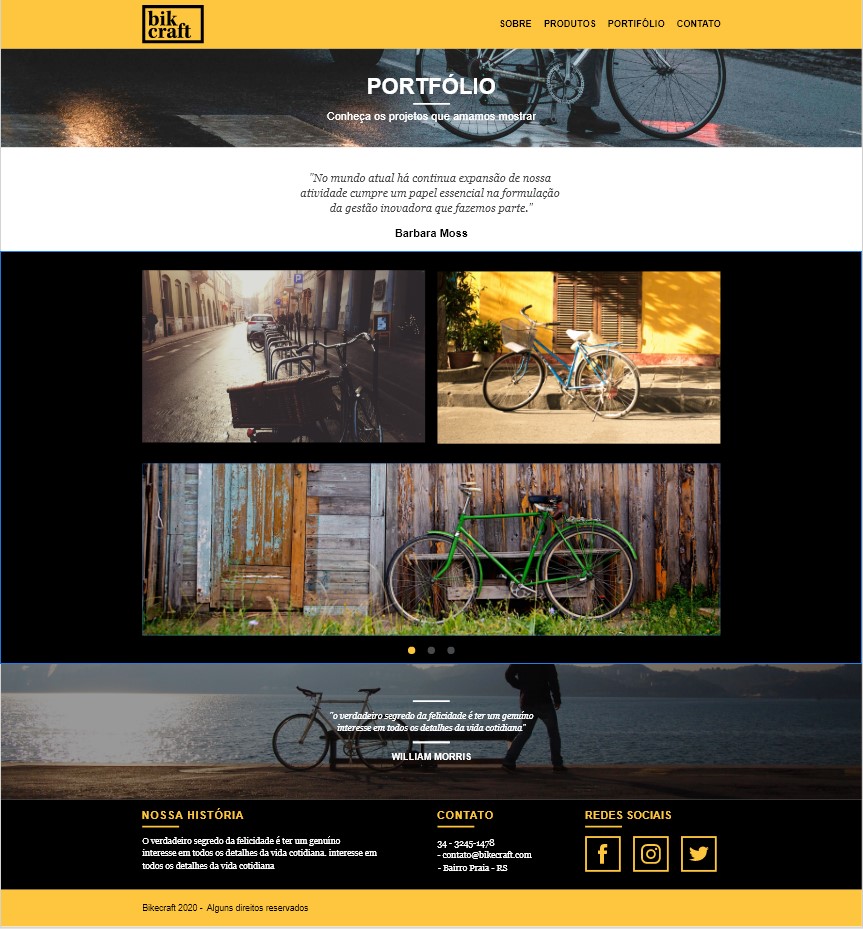 bik
craft
SOBRE PRODUTOS PORTIFÓLIO CONTATO
PORTFÓLIO
Conheça os projetos que amamos mostrar
"No mundo atual há continua expansão de nossa
atividade cumpre um papel essencial na formulação
da gestão inovadora que fazemos parte."
Barbara Moss
P
"o verdadeiro segredo da felicidade é ter um genuíno
interesse em todos os detalhes da vida cotidiana"
WILLIAM MORRIS
NOSSA HISTÓRIA
O verdadeiro segredo da felicidade é ter um genuíno
interesse em todos os detalhes da vida cotidiana. interesse em
todos os detalhes da vida cotidiana
CONTATO
34 - 3245-1478
- contato@bikecraft.com
- Bairro Praia - RS
REDES SOCIAIS
Bikecraft 2020 - Alguns direitos reservados